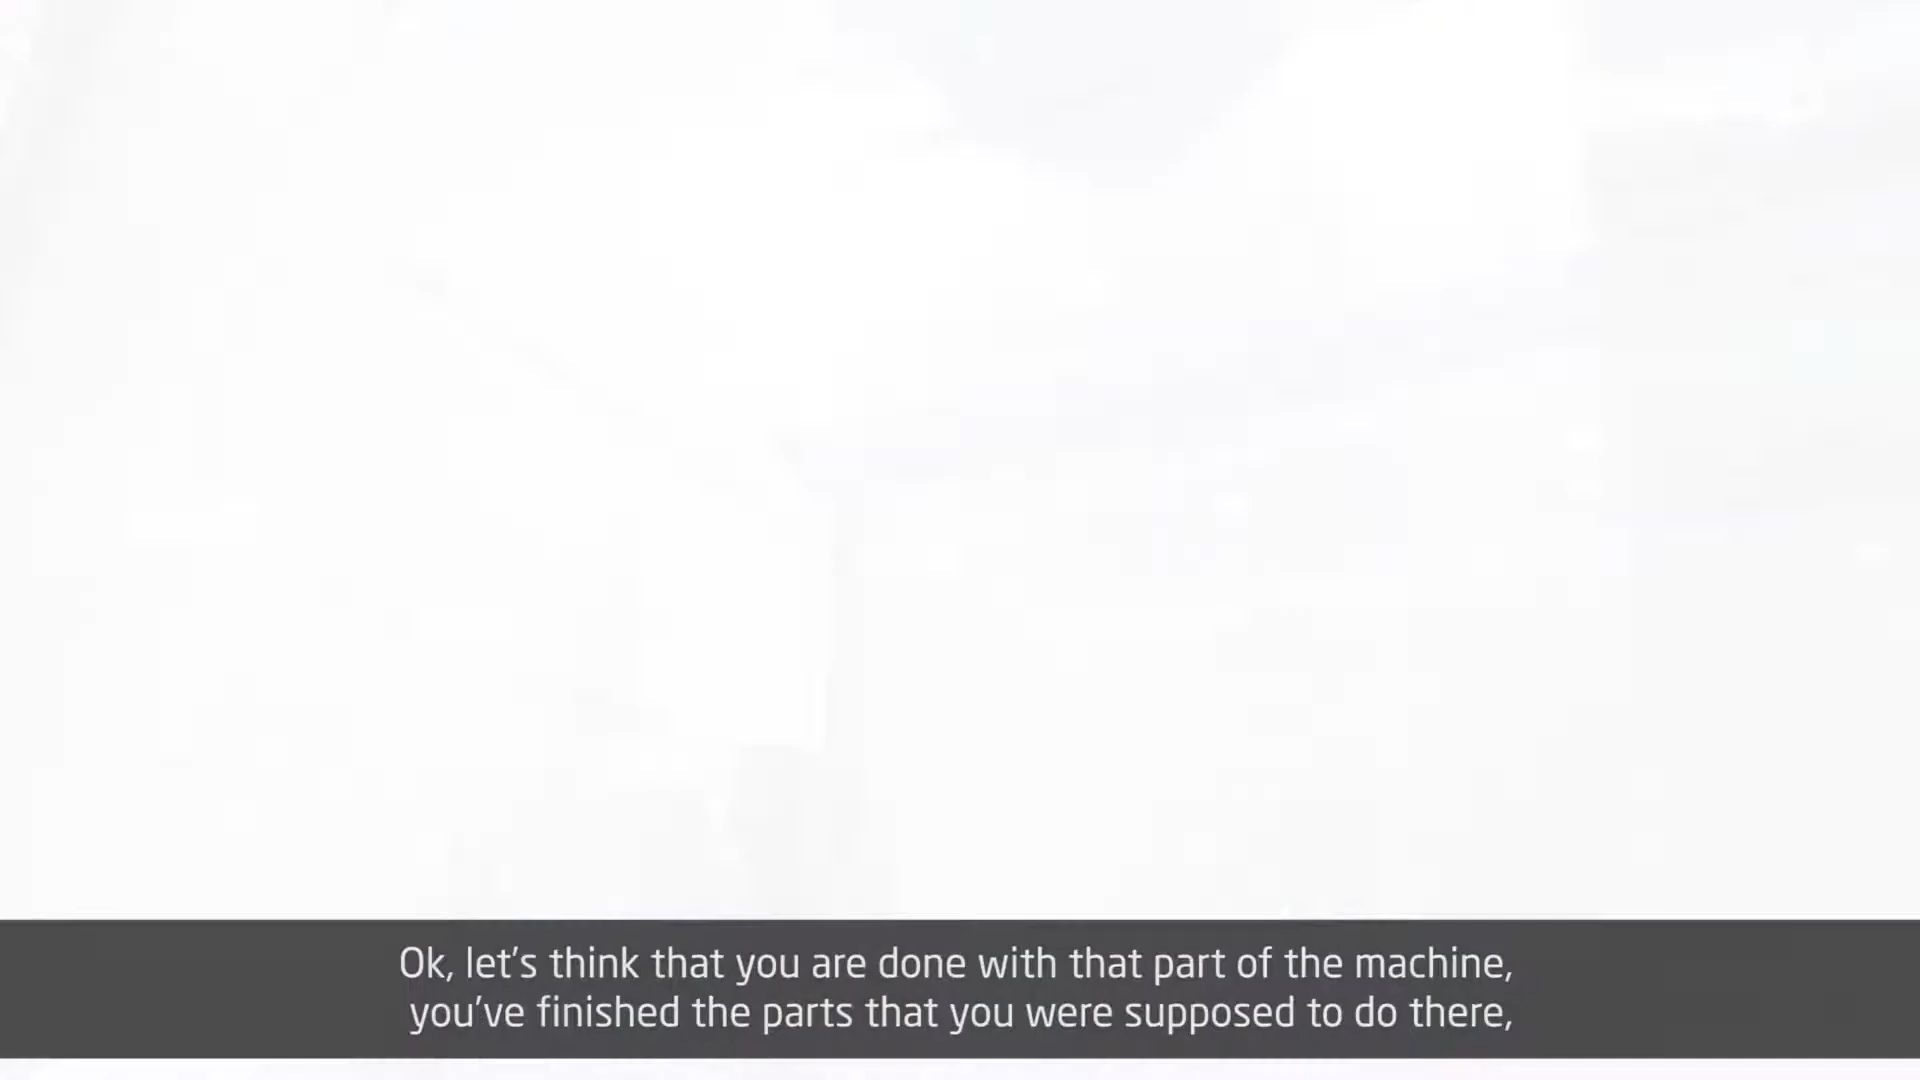 Ok, let’s think that you are done with that part of the machine,
you’ve finished the parts that you were supposed to do there,